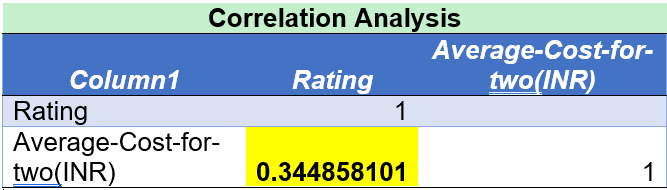 Correlation Analysis
Average-Cost-for-
Column1 Rating two(INR)
Rating 1
Average-Cost-for-
two(INR) 0.344858101 1